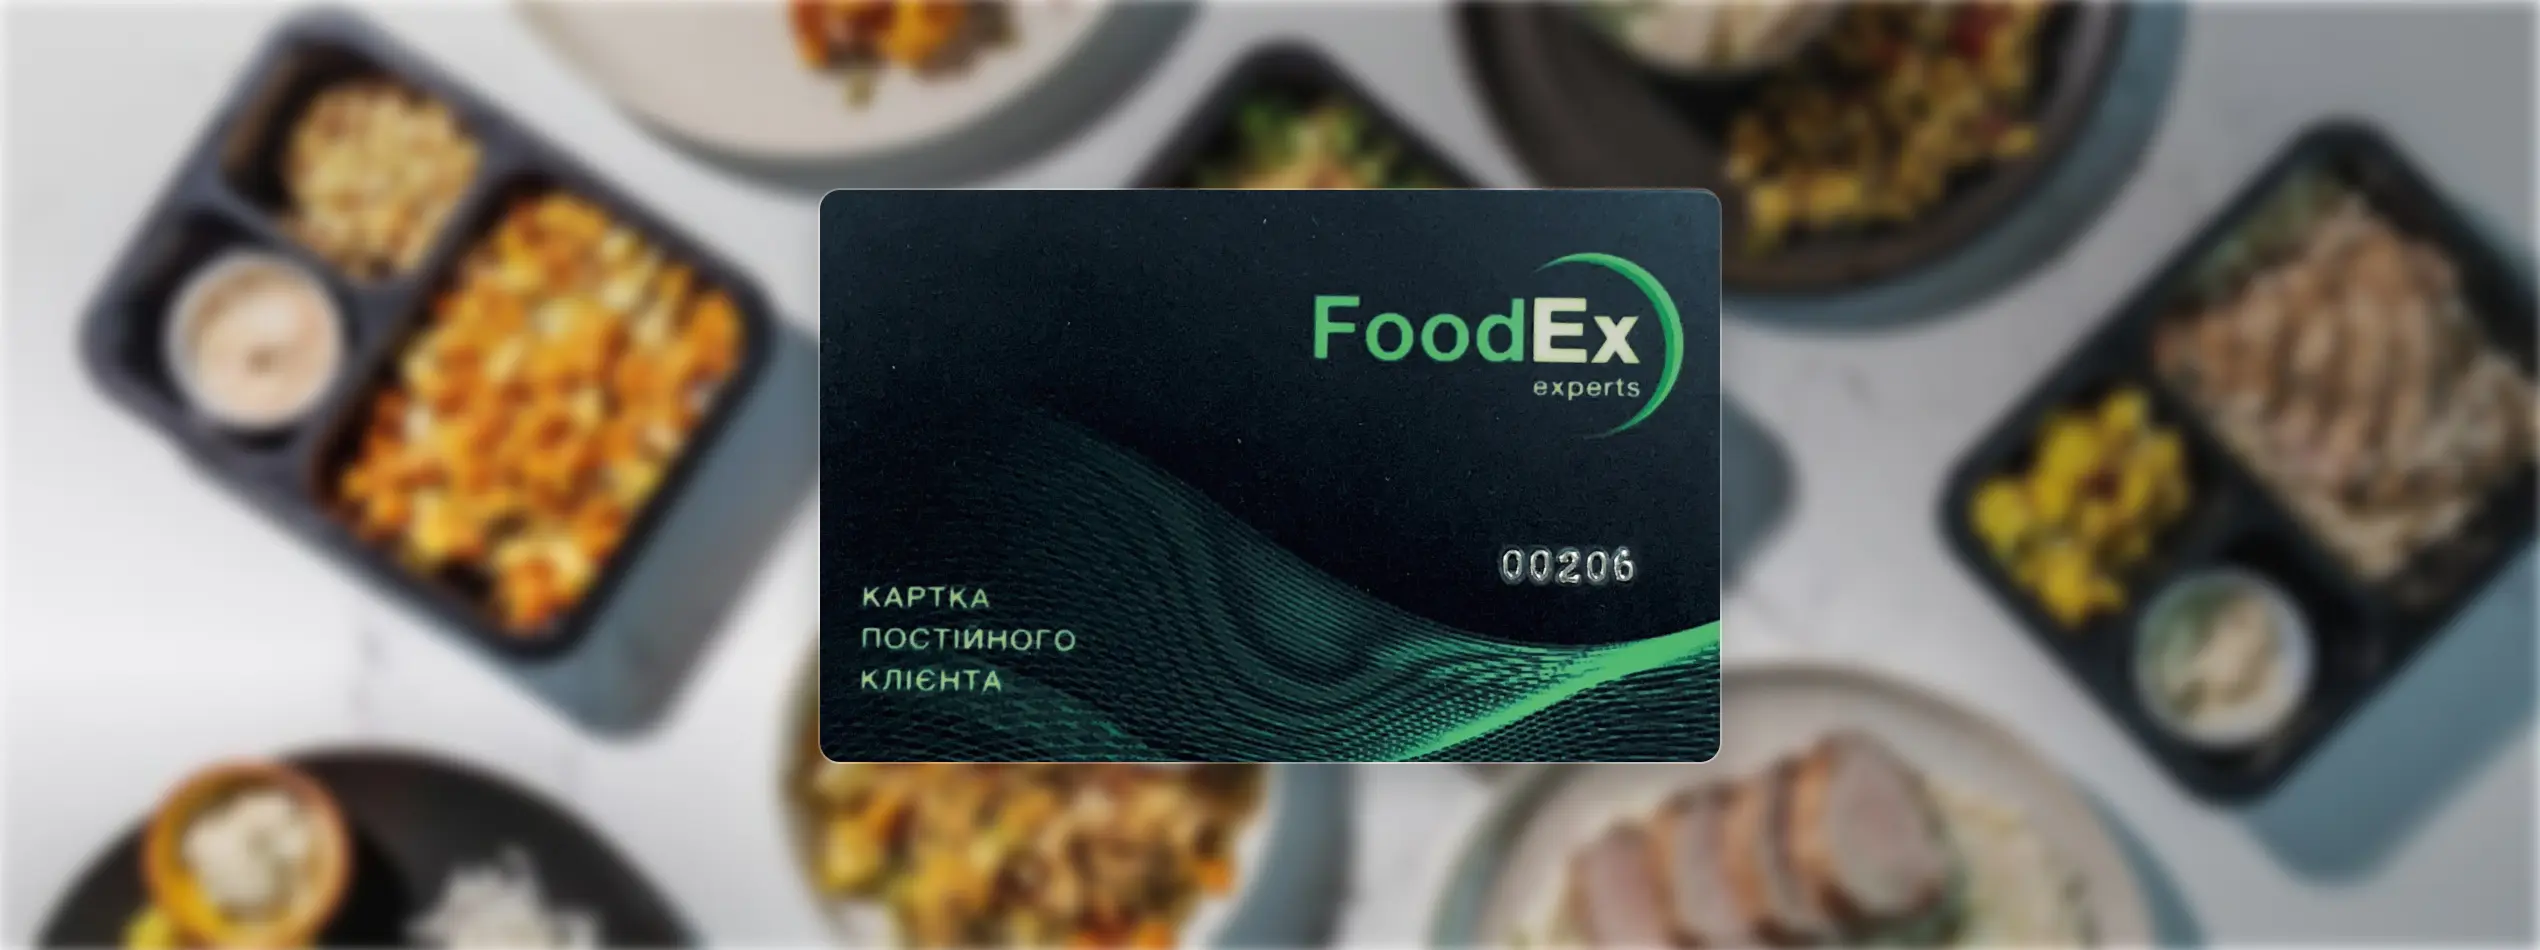 FoodEx
experts
00206
КАРТКА
ПОСТІЙНОГО
КЛІЄНТА